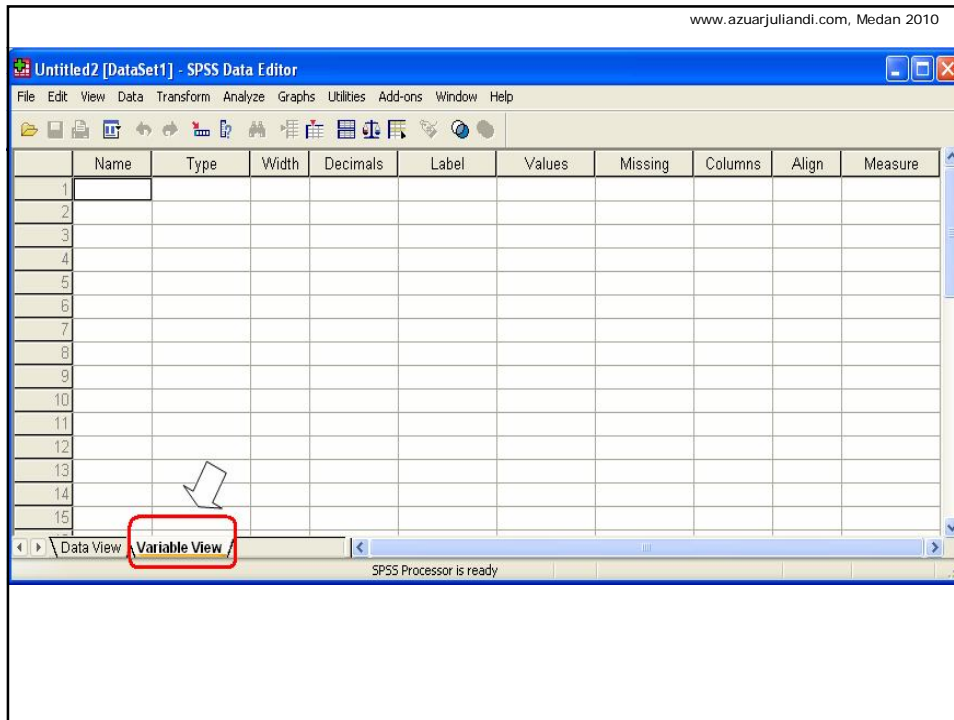 www.azuarjuliandi.com, Medan 2010
Untitled2 [DataSet1] - SPSS Data Editor
File Edit View Data Transform Analyze Graphs Utilities Add-ons Window Help
Name Type Width Decimals Label Values Missing Columns Align Measure
1
2
3
4
5
6
7
8
9
10
11
12
13
14
15
Data View Variable View
SPSS Processor is ready